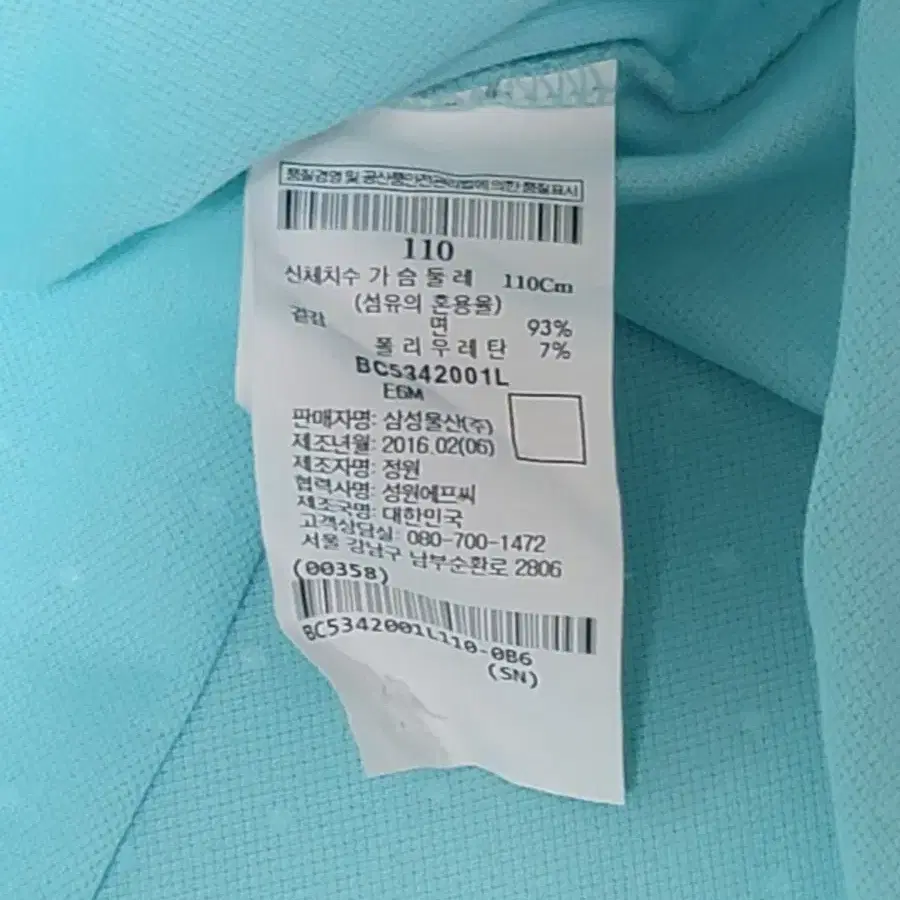 품질경영 및 공산품안전관리법에 의한 품질표시
110
신체치수 가슴둘레 110Cm
(섬유의 혼용율)
겉감 면 93%
폴리우레탄 7%
BC5342001L
E6M
판매자명: 삼성물산(주)
제조년월: 2016.02(06)
제조자명: 정원
협력사명: 성원에프씨
제조국명: 대한민국
고객상담실: 080-700-1472
서울 강남구 남부순환로 2806
(00358)
BC5342001L110-0B6
(SN)